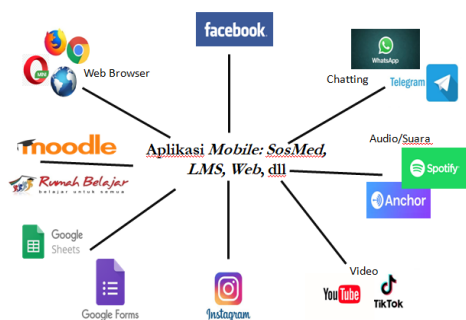 facebook.
Web Browser
MINI
WhatsApp
Chatting
Telegram
Audio/Suara
moodle
Aplikasi Mobile: SosMed,
LMS, Web, dll
Spotify
Rumah Belajar
belajar untuk semua
Anchor
Google
Sheets
Google Forms
Instagram
Video
YouTube
TikTok